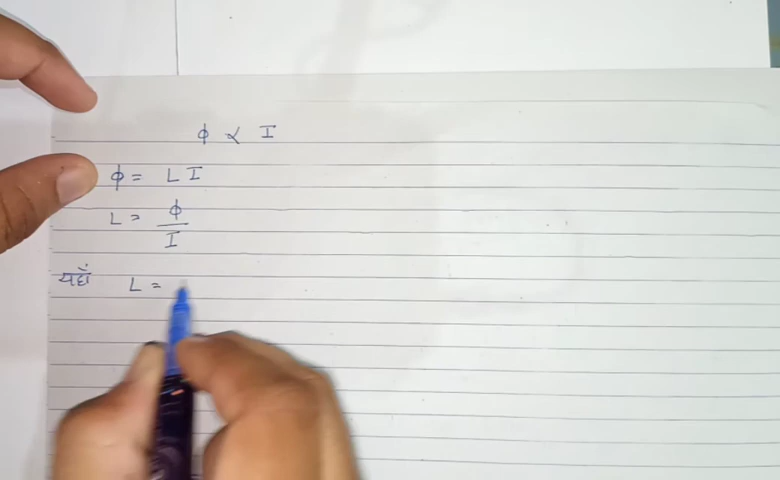 ϕ ∝ I
ϕ = L I
L = ϕ / I
यहाँ L =